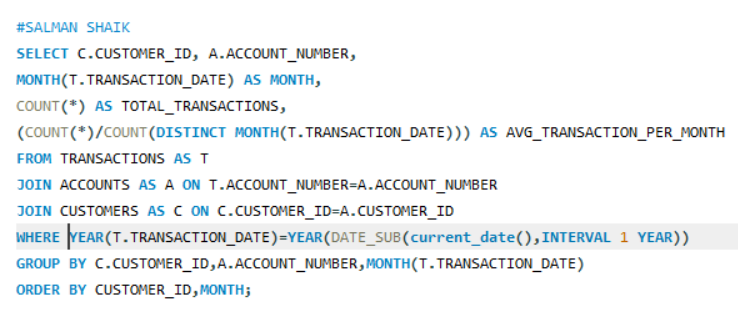 #SALMAN SHAIK
SELECT C.CUSTOMER_ID, A.ACCOUNT_NUMBER,
MONTH(T.TRANSACTION_DATE) AS MONTH,
COUNT(*) AS TOTAL_TRANSACTIONS,
(COUNT(*)/COUNT(DISTINCT MONTH(T.TRANSACTION_DATE))) AS AVG_TRANSACTION_PER_MONTH
FROM TRANSACTIONS AS T
JOIN ACCOUNTS AS A ON T.ACCOUNT_NUMBER=A.ACCOUNT_NUMBER
JOIN CUSTOMERS AS C ON C.CUSTOMER_ID=A.CUSTOMER_ID
WHERE YEAR(T.TRANSACTION_DATE)=YEAR(DATE_SUB(current_date(),INTERVAL 1 YEAR))
GROUP BY C.CUSTOMER_ID,A.ACCOUNT_NUMBER,MONTH(T.TRANSACTION_DATE)
ORDER BY CUSTOMER_ID,MONTH;